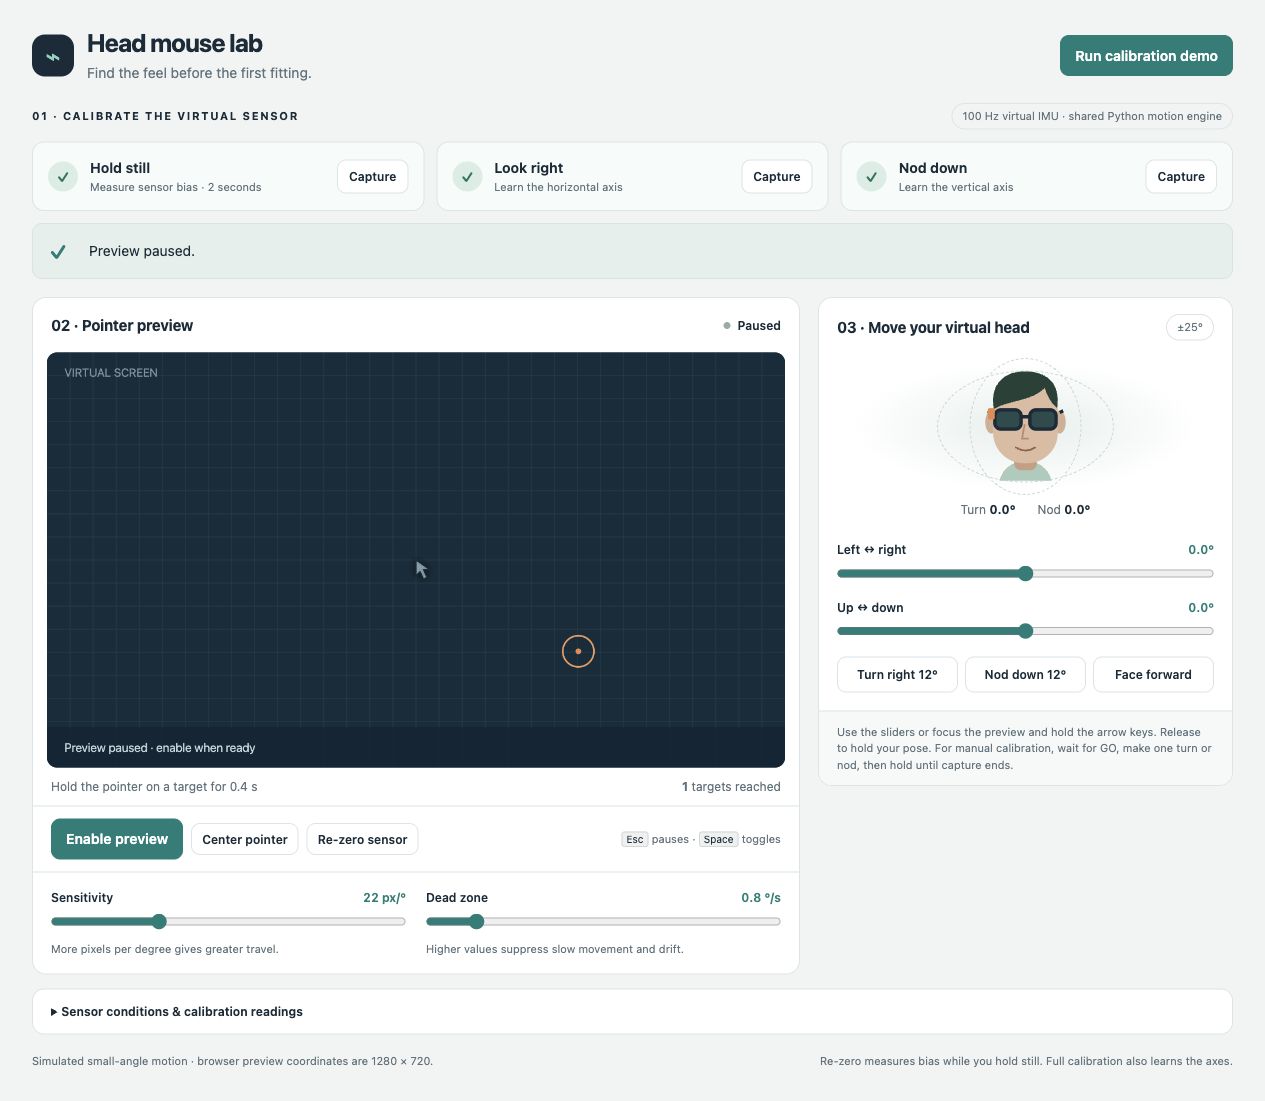 Head mouse lab
Find the feel before the first fitting.
Run calibration demo
01 · CALIBRATE THE VIRTUAL SENSOR
100 Hz virtual IMU · shared Python motion engine
Hold still
Measure sensor bias · 2 seconds
Capture
Look right
Learn the horizontal axis
Capture
Nod down
Learn the vertical axis
Capture
Preview paused.
02 · Pointer preview
Paused
VIRTUAL SCREEN
Preview paused · enable when ready
Hold the pointer on a target for 0.4 s
1 targets reached
Enable preview
Center pointer
Re-zero sensor
Esc pauses · Space toggles
Sensitivity
22 px/°
More pixels per degree gives greater travel.
Dead zone
0.8 °/s
Higher values suppress slow movement and drift.
03 · Move your virtual head
±25°
Turn 0.0° Nod 0.0°
Left ↔ right
0.0°
Up ↔ down
0.0°
Turn right 12°
Nod down 12°
Face forward
Use the sliders or focus the preview and hold the arrow keys. Release
to hold your pose. For manual calibration, wait for GO, make one turn or
nod, then hold until capture ends.
Sensor conditions & calibration readings
Simulated small-angle motion · browser preview coordinates are 1280 × 720.
Re-zero measures bias while you hold still. Full calibration also learns the axes.